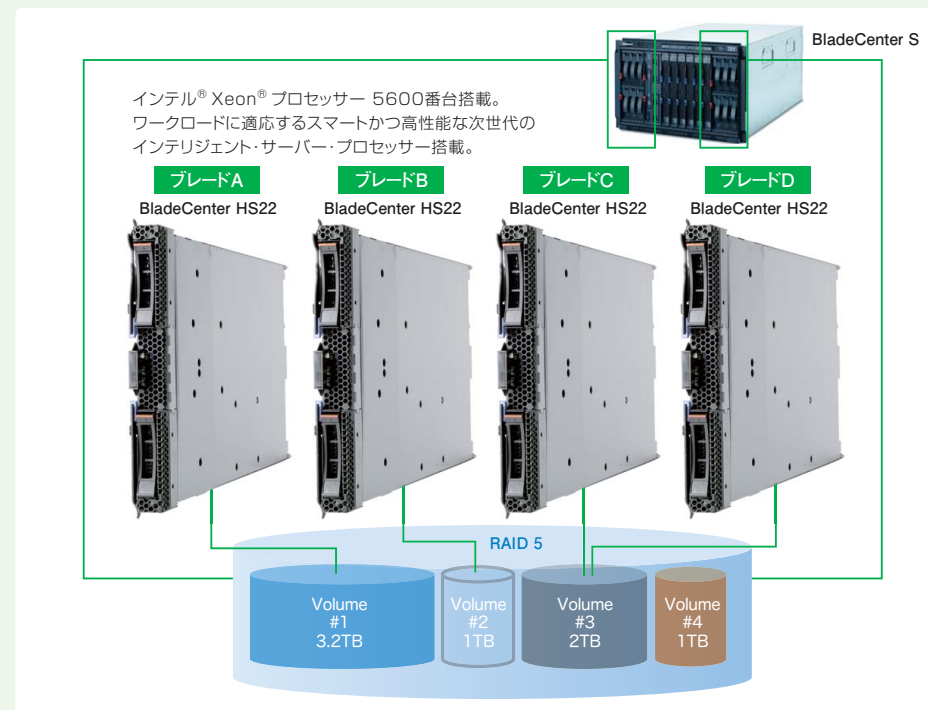 BladeCenter S
インテル® Xeon® プロセッサー 5600番台搭載。
ワークロードに適応するスマートかつ高性能な次世代の
インテリジェント・サーバー・プロセッサー搭載。
ブレードA
BladeCenter HS22
ブレードB
BladeCenter HS22
ブレードC
BladeCenter HS22
ブレードD
BladeCenter HS22
RAID 5
Volume
#1
3.2TB
Volume
#2
1TB
Volume
#3
2TB
Volume
#4
1TB